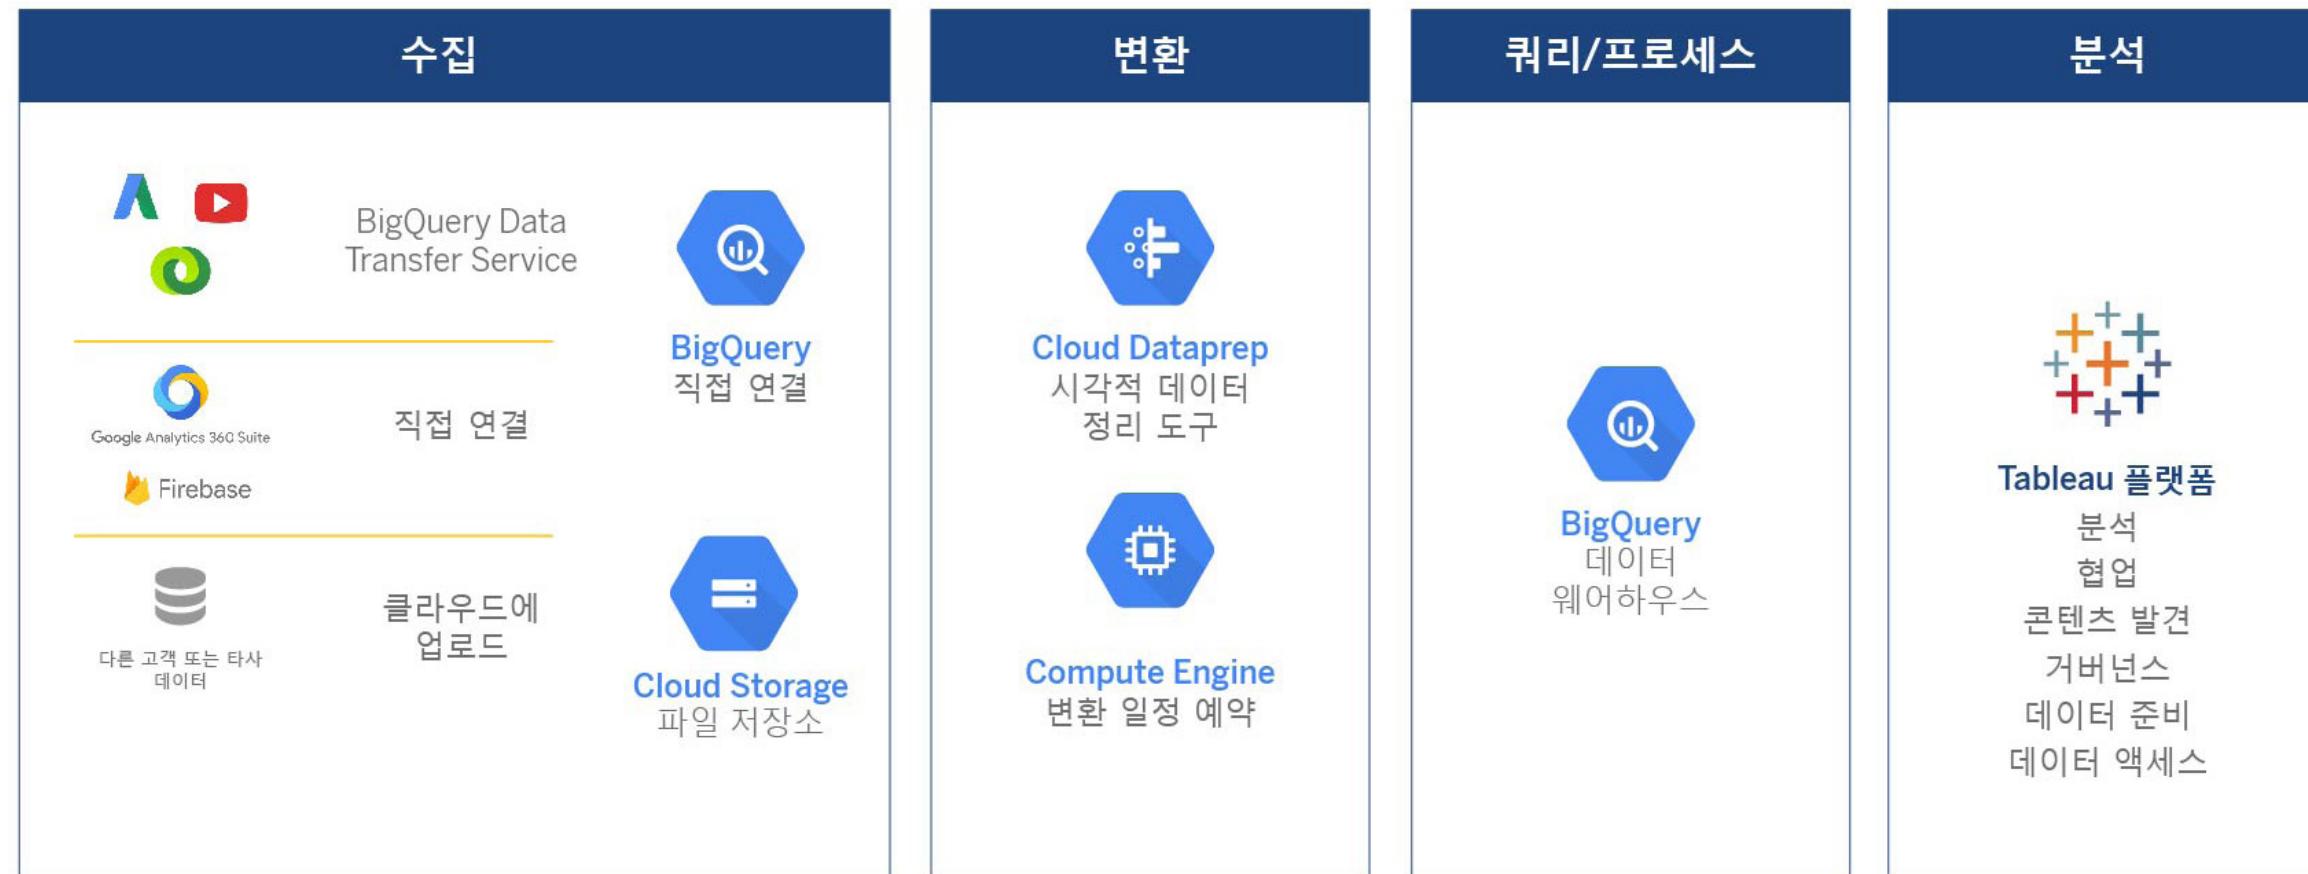 수집
BigQuery Data
Transfer Service
Google Analytics 360 Suite
직접 연결
Firebase
다른 고객 또는 타사
데이터
클라우드에
업로드
BigQuery
직접 연결
Cloud Storage
파일 저장소
변환
Cloud Dataprep
시각적 데이터
정리 도구
Compute Engine
변환 일정 예약
쿼리/프로세스
BigQuery
데이터
웨어하우스
분석
Tableau 플랫폼
분석
협업
콘텐츠 발견
거버넌스
데이터 준비
데이터 액세스